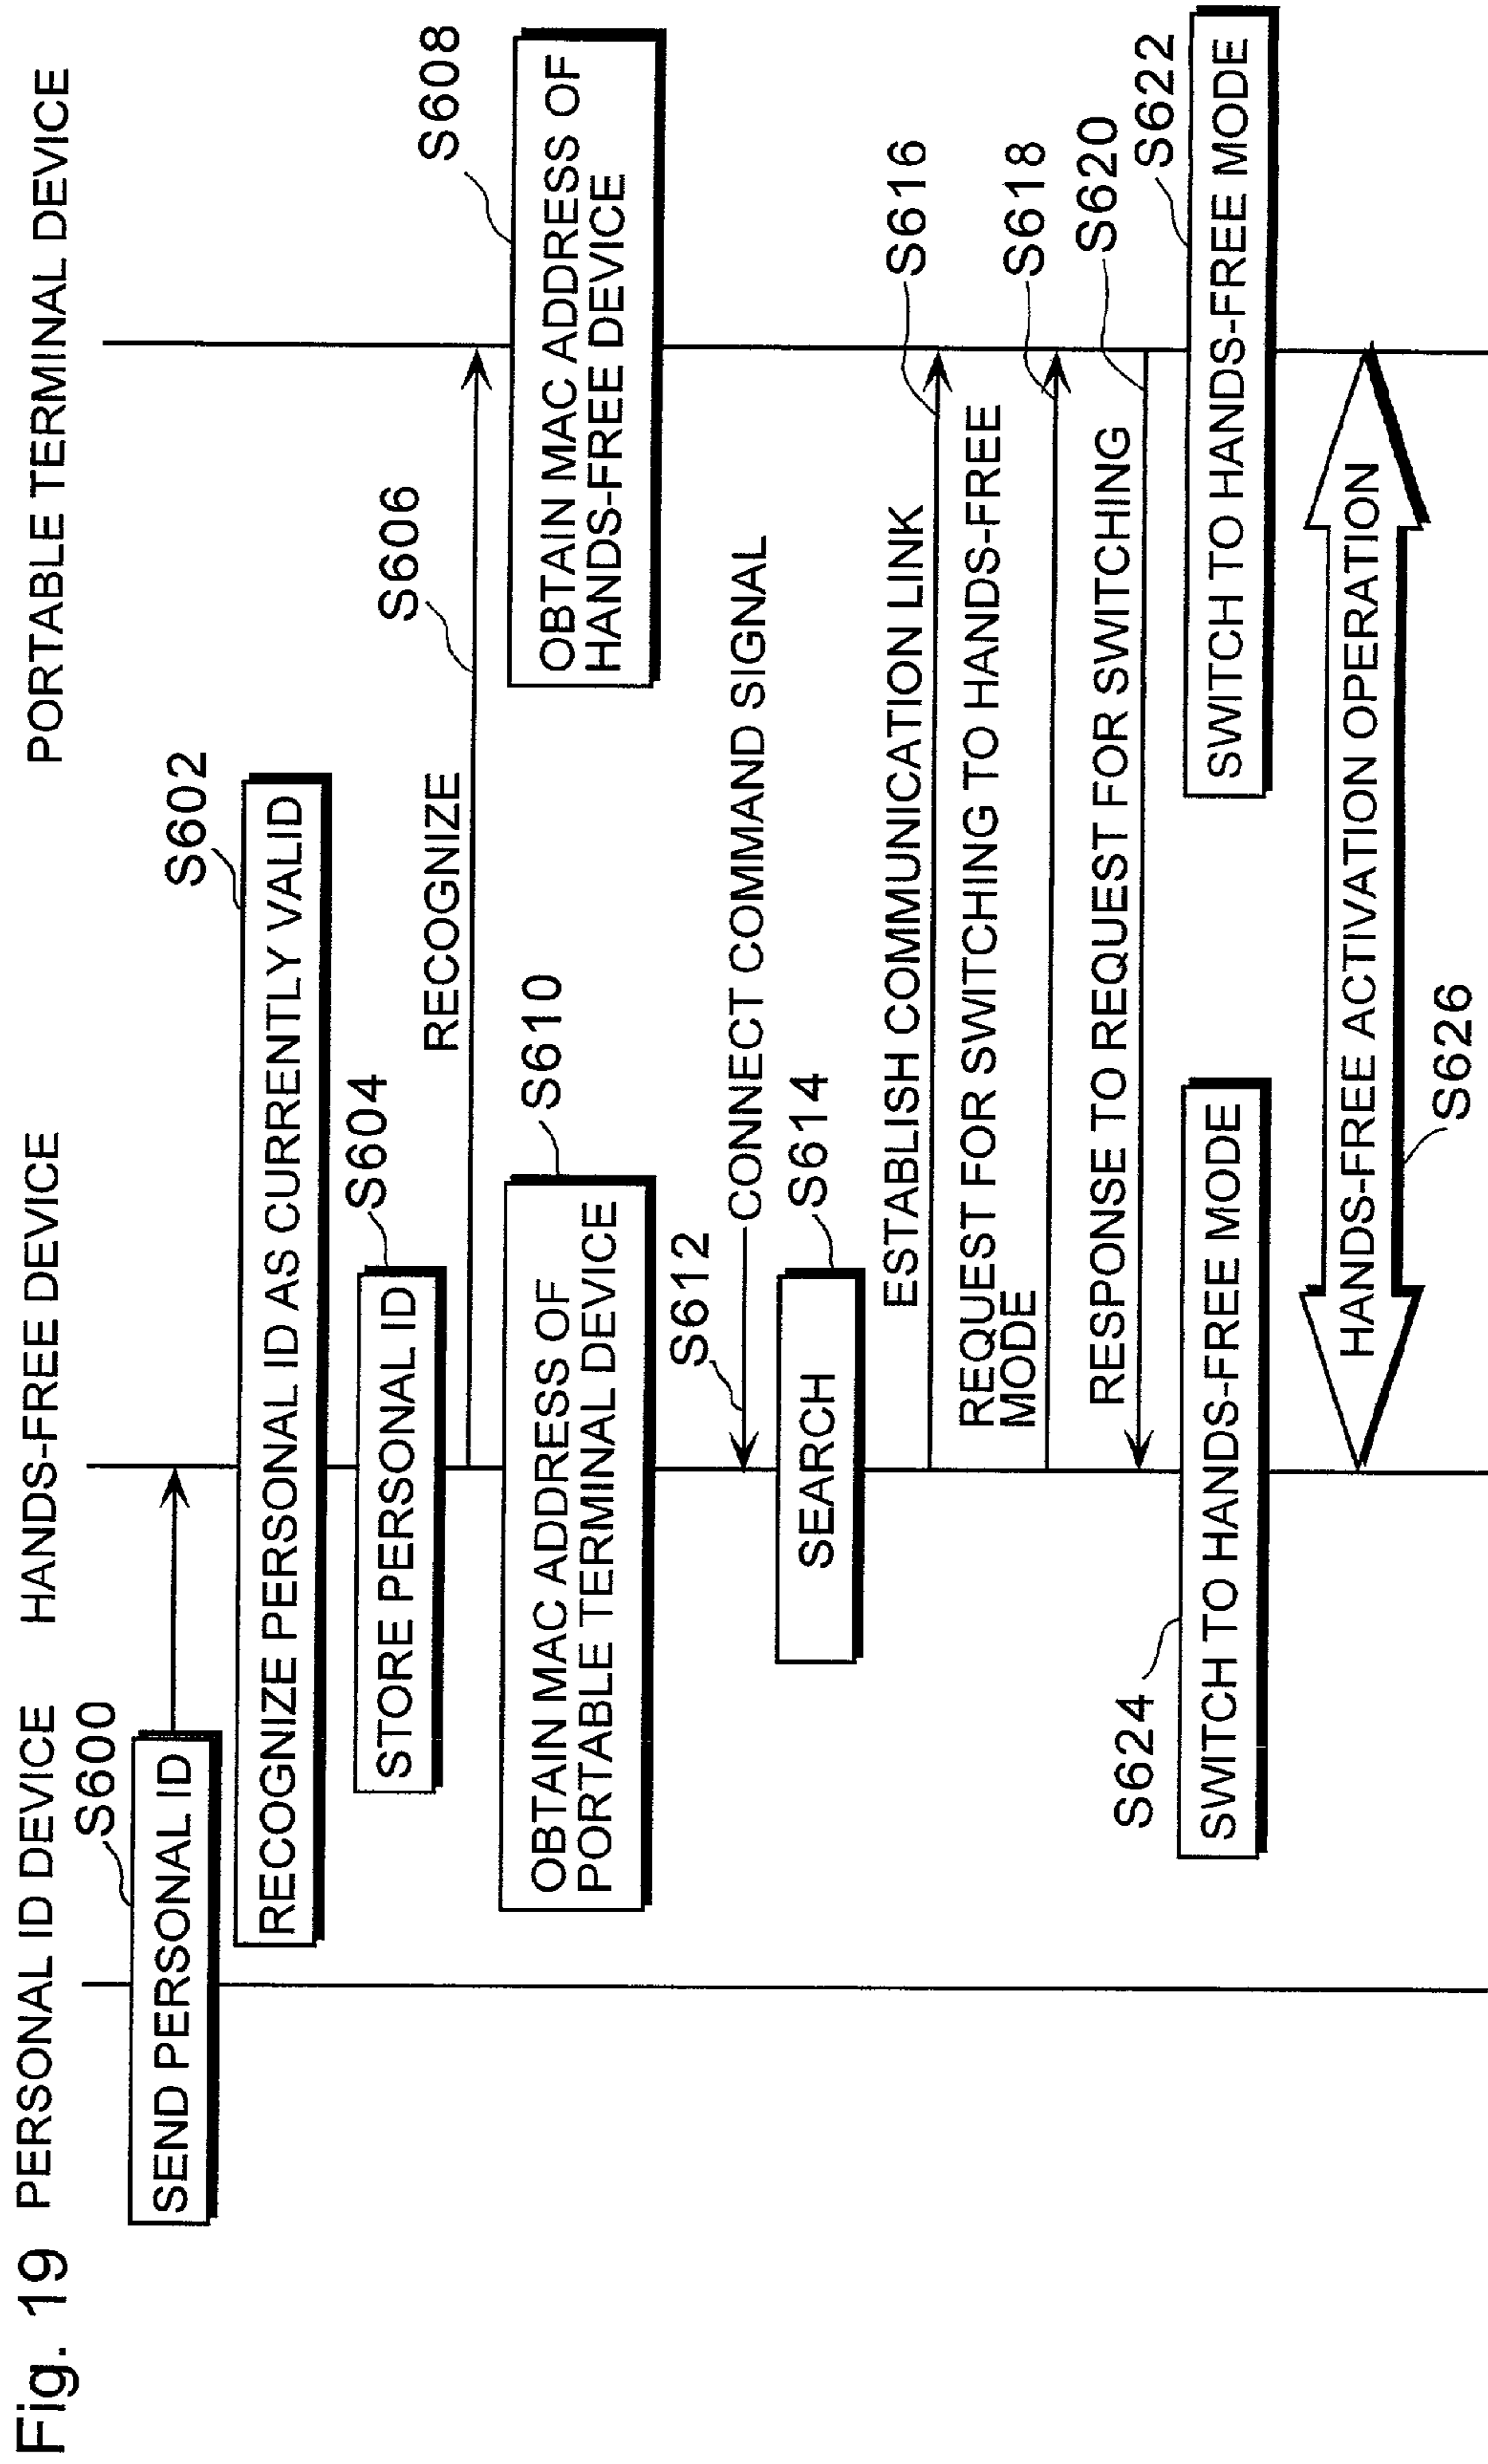 Fig. 19
PERSONAL ID DEVICE
HANDS-FREE DEVICE
PORTABLE TERMINAL DEVICE
S600
SEND PERSONAL ID
S602
RECOGNIZE PERSONAL ID AS CURRENTLY VALID
S604
STORE PERSONAL ID
S606
RECOGNIZE
S608
OBTAIN MAC ADDRESS OF
HANDS-FREE DEVICE
S610
OBTAIN MAC ADDRESS OF
PORTABLE TERMINAL DEVICE
S612
CONNECT COMMAND SIGNAL
S614
SEARCH
S616
ESTABLISH COMMUNICATION LINK
S618
REQUEST FOR SWITCHING TO HANDS-FREE
MODE
S620
RESPONSE TO REQUEST FOR SWITCHING
S622
SWITCH TO HANDS-FREE MODE
S624
SWITCH TO HANDS-FREE MODE
HANDS-FREE ACTIVATION OPERATION
S626